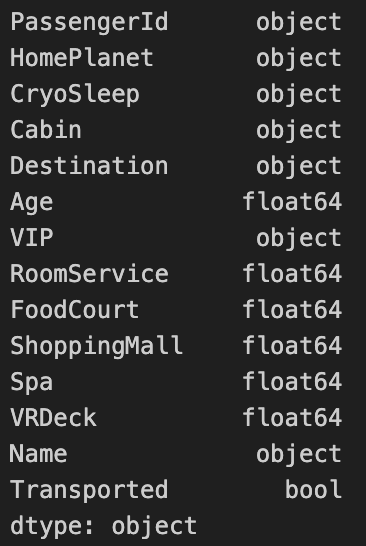 PassengerId      object
HomePlanet       object
CryoSleep        object
Cabin            object
Destination      object
Age             float64
VIP              object
RoomService     float64
FoodCourt       float64
ShoppingMall    float64
Spa             float64
VRDeck          float64
Name             object
Transported        bool
dtype: object